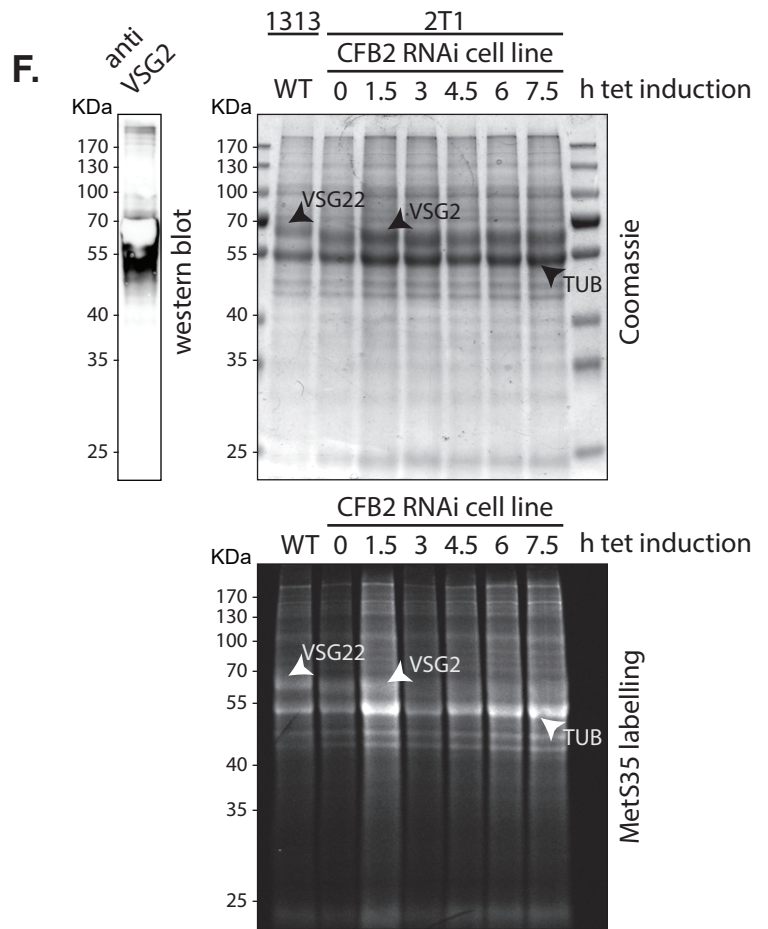 F.
anti
VSG2
KDa
170
130
100
70
55
40
35
25
western blot
1313 2T1
CFB2 RNAi cell line
WT 0 1.5 3 4.5 6 7.5 h tet induction
KDa
170
130
100
70
55
40
35
25
VSG22
VSG2
TUB
Coomassie
CFB2 RNAi cell line
WT 0 1.5 3 4.5 6 7.5 h tet induction
KDa
170
130
100
70
55
40
35
25
VSG22
VSG2
TUB
MetS35 labelling